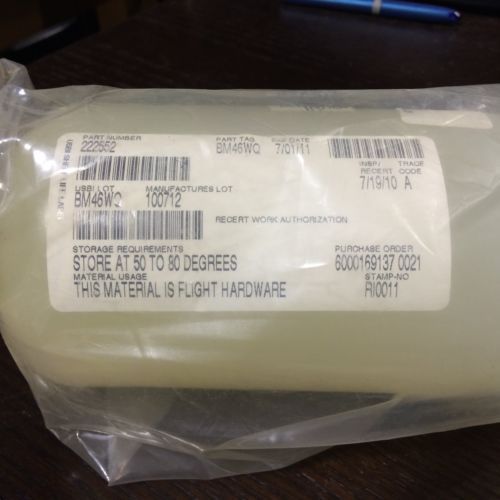 PART NUMBER PART TAG EXP DATE
222552 BM46WQ 7/01/11
INSP/ TRADE
RECERT CODE
7/19/10 A
USBI LOT MANUFACTURES LOT
BM46WQ 100712
RECERT WORK AUTHORIZATION
STORAGE REQUIREMENTS PURCHASE ORDER
STORE AT 50 TO 80 DEGREES 6000169137 0021
MATERIAL USAGE STAMP-NO
THIS MATERIAL IS FLIGHT HARDWARE RI0011